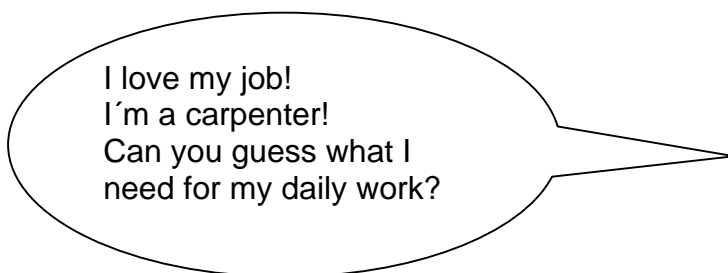 I love my job!
I´m a carpenter!
Can you guess what I
need for my daily work?